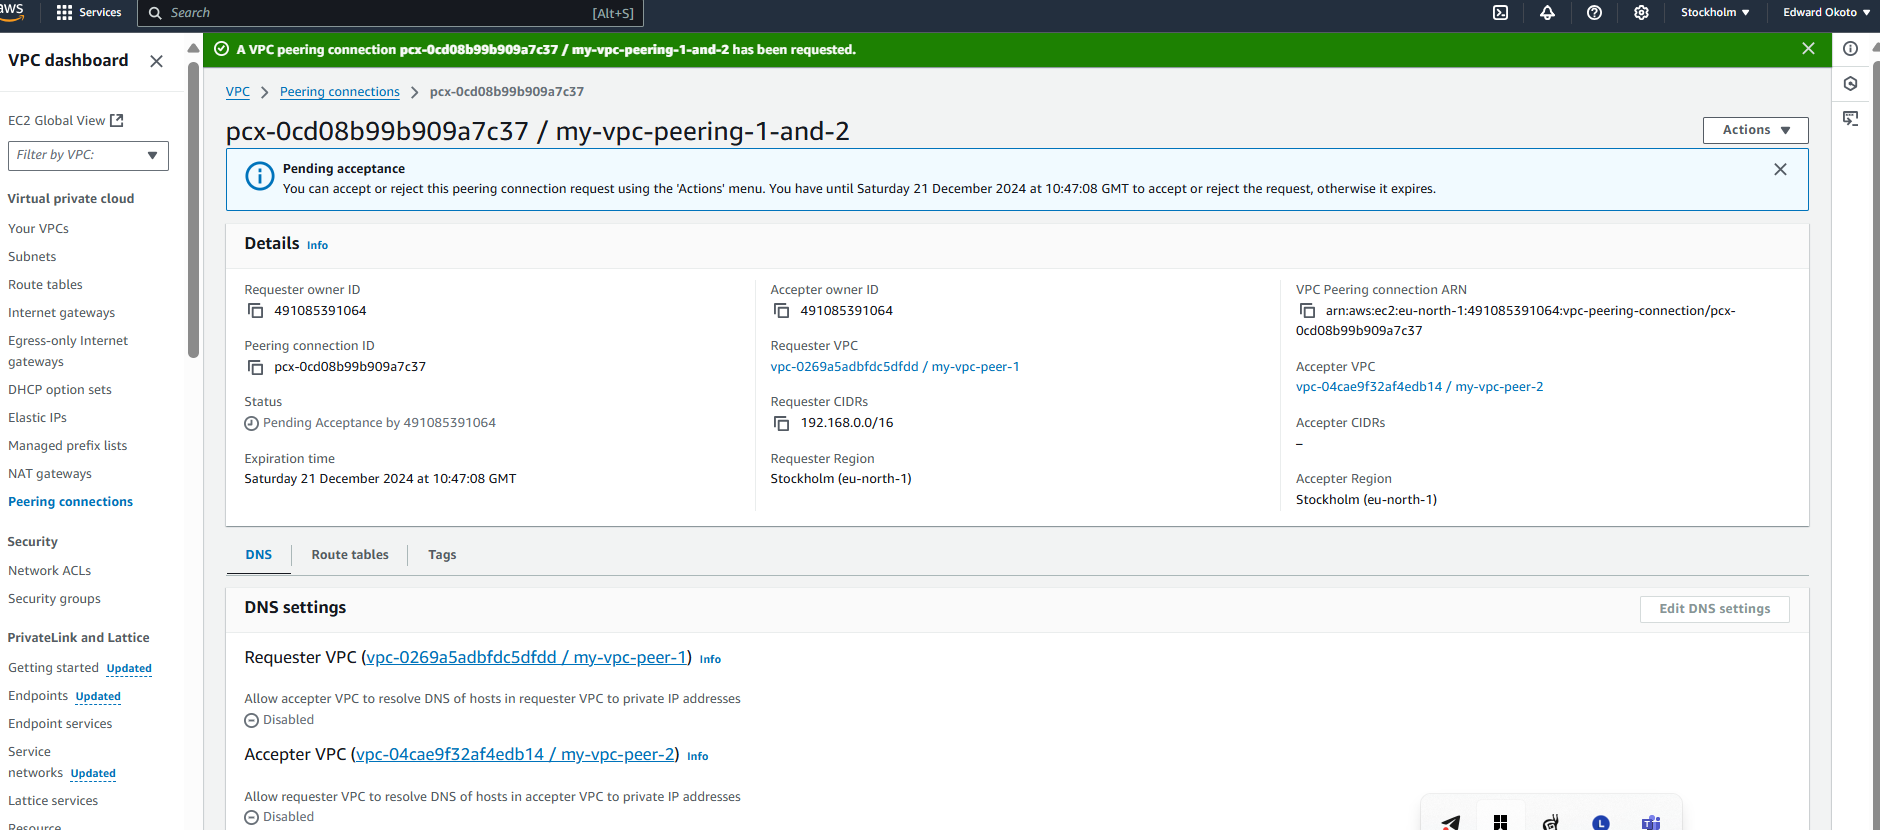 aws
Services
Search
[Alt+S]
Stockholm
Edward Okoto
VPC dashboard
EC2 Global View
Filter by VPC:
Virtual private cloud
Your VPCs
Subnets
Route tables
Internet gateways
Egress-only Internet
gateways
DHCP option sets
Elastic IPs
Managed prefix lists
NAT gateways
Peering connections
Security
Network ACLs
Security groups
PrivateLink and Lattice
Getting started Updated
Endpoints Updated
Endpoint services
Service
networks Updated
Lattice services
Resource
A VPC peering connection pcx-0cd08b99b909a7c37 / my-vpc-peering-1-and-2 has been requested.
VPC
Peering connections
pcx-0cd08b99b909a7c37
pcx-0cd08b99b909a7c37 / my-vpc-peering-1-and-2
Actions
Pending acceptance
You can accept or reject this peering connection request using the 'Actions' menu. You have until Saturday 21 December 2024 at 10:47:08 GMT to accept or reject the request, otherwise it expires.
Details Info
Requester owner ID
491085391064
Peering connection ID
pcx-0cd08b99b909a7c37
Status
Pending Acceptance by 491085391064
Expiration time
Saturday 21 December 2024 at 10:47:08 GMT
Accepter owner ID
491085391064
Requester VPC
vpc-0269a5adbfdc5dfdd / my-vpc-peer-1
Requester CIDRs
192.168.0.0/16
Requester Region
Stockholm (eu-north-1)
VPC Peering connection ARN
arn:aws:ec2:eu-north-1:491085391064:vpc-peering-connection/pcx-
0cd08b99b909a7c37
Accepter VPC
vpc-04cae9f32af4edb14 / my-vpc-peer-2
Accepter CIDRs
–
Accepter Region
Stockholm (eu-north-1)
DNS
Route tables
Tags
DNS settings
Edit DNS settings
Requester VPC (vpc-0269a5adbfdc5dfdd / my-vpc-peer-1) Info
Allow accepter VPC to resolve DNS of hosts in requester VPC to private IP addresses
Disabled
Accepter VPC (vpc-04cae9f32af4edb14 / my-vpc-peer-2) Info
Allow requester VPC to resolve DNS of hosts in accepter VPC to private IP addresses
Disabled
L